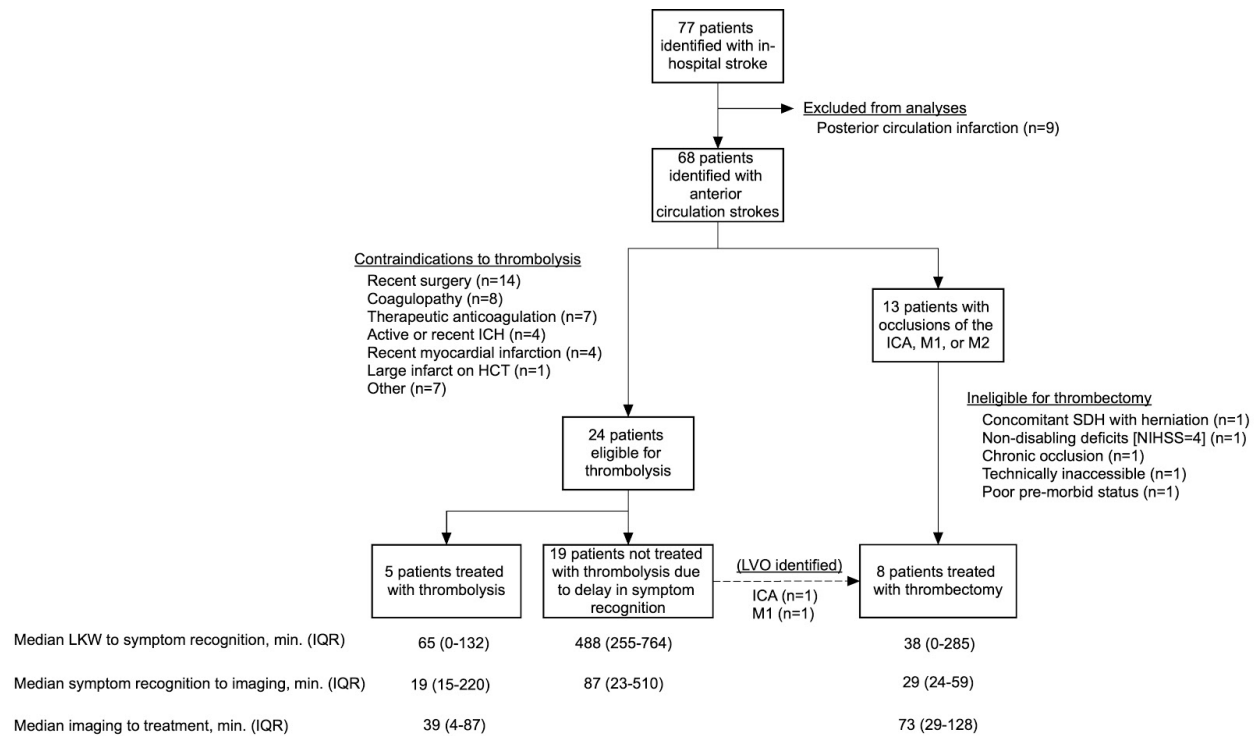 77 patients
identified with in-
hospital stroke
Excluded from analyses
Posterior circulation infarction (n=9)
68 patients
identified with
anterior
circulation strokes
Contraindications to thrombolysis
Recent surgery (n=14)
Coagulopathy (n=8)
Therapeutic anticoagulation (n=7)
Active or recent ICH (n=4)
Recent myocardial infarction (n=4)
Large infarct on HCT (n=1)
Other (n=7)
13 patients with
occlusions of the
ICA, M1, or M2
Ineligible for thrombectomy
Concomitant SDH with herniation (n=1)
Non-disabling deficits [NIHSS=4] (n=1)
Chronic occlusion (n=1)
Technically inaccessible (n=1)
Poor pre-morbid status (n=1)
24 patients
eligible for
thrombolysis
5 patients treated
with thrombolysis
19 patients not treated
with thrombolysis due
to delay in symptom
recognition
(LVO identified)
ICA (n=1)
M1 (n=1)
8 patients treated
with thrombectomy
Median LKW to symptom recognition, min. (IQR) 65 (0-132) 488 (255-764) 38 (0-285)
Median symptom recognition to imaging, min. (IQR) 19 (15-220) 87 (23-510) 29 (24-59)
Median imaging to treatment, min. (IQR) 39 (4-87) 73 (29-128)